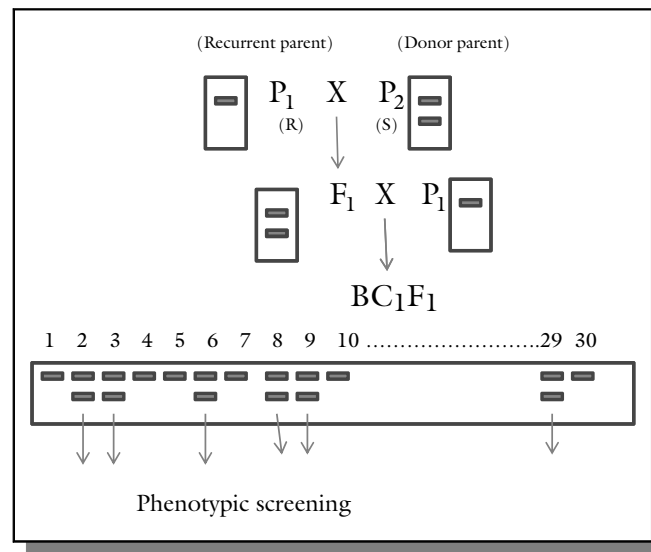 (Recurrent parent) (Donor parent)
P1 X P2
(R) (S)
F1 X P1
BC1F1
1 2 3 4 5 6 7 8 9 10 ............................29 30
Phenotypic screening